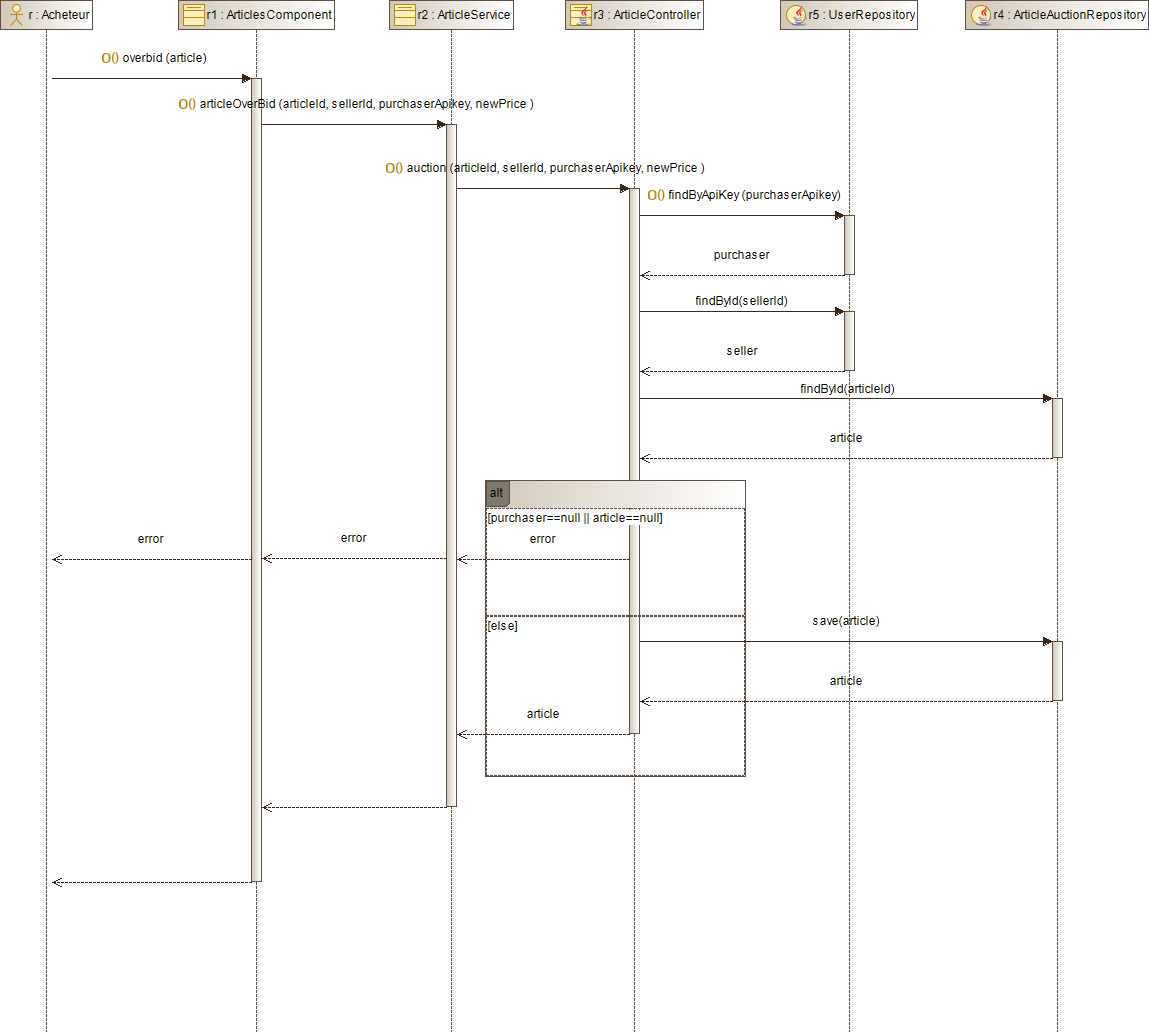 r : Acheteur
r1 : ArticlesComponent
r2 : ArticleService
r3 : ArticleController
r5 : UserRepository
r4 : ArticleAuctionRepository
O() overbid (article)
O() articleOverBid (articleId, sellerId, purchaserApikey, newPrice )
O() auction (articleId, sellerId, purchaserApikey, newPrice )
O() findByApiKey (purchaserApikey)
purchaser
findById(sellerId)
seller
findById(articleId)
article
alt
[purchaser==null || article==null]
error
error
error
[else]
save(article)
article
article